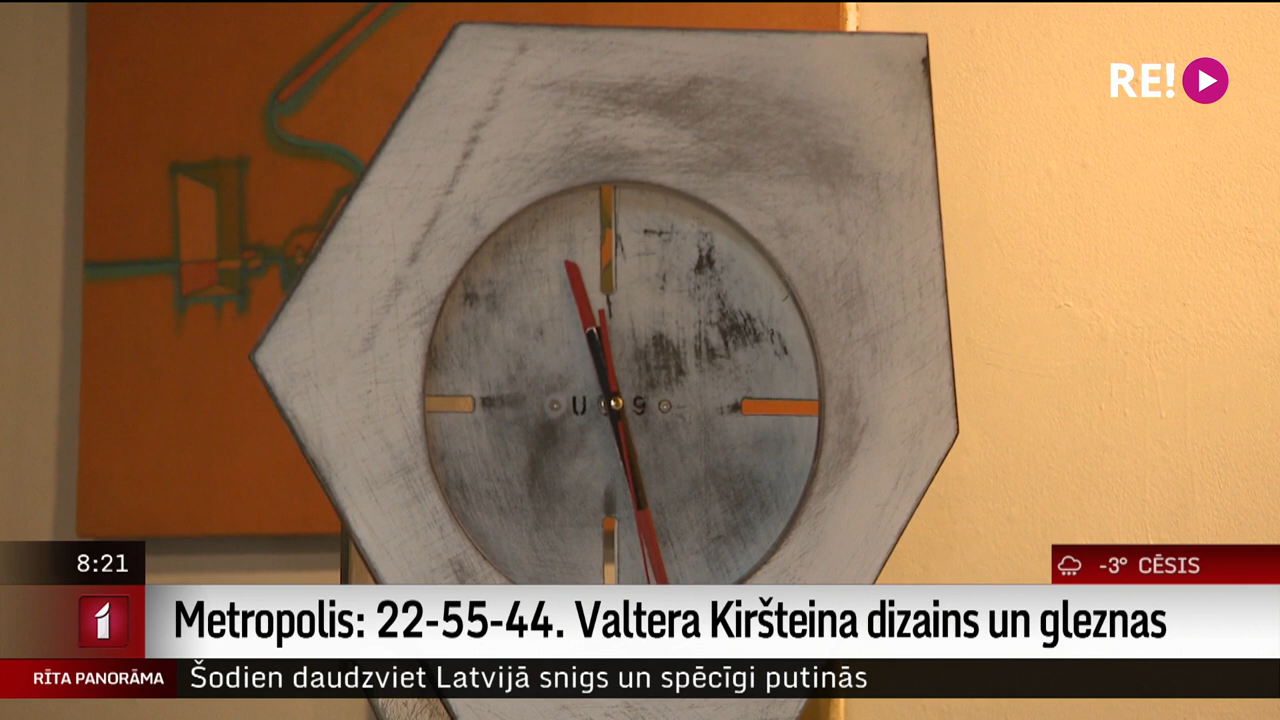 RE!
U 9
8:21
-3° CĒSIS
1
Metropolis: 22-55-44. Valtera Kiršteina dizains un gleznas
RĪTA PANORĀMA
Šodien daudzviet Latvijā snigs un spēcīgi putinās